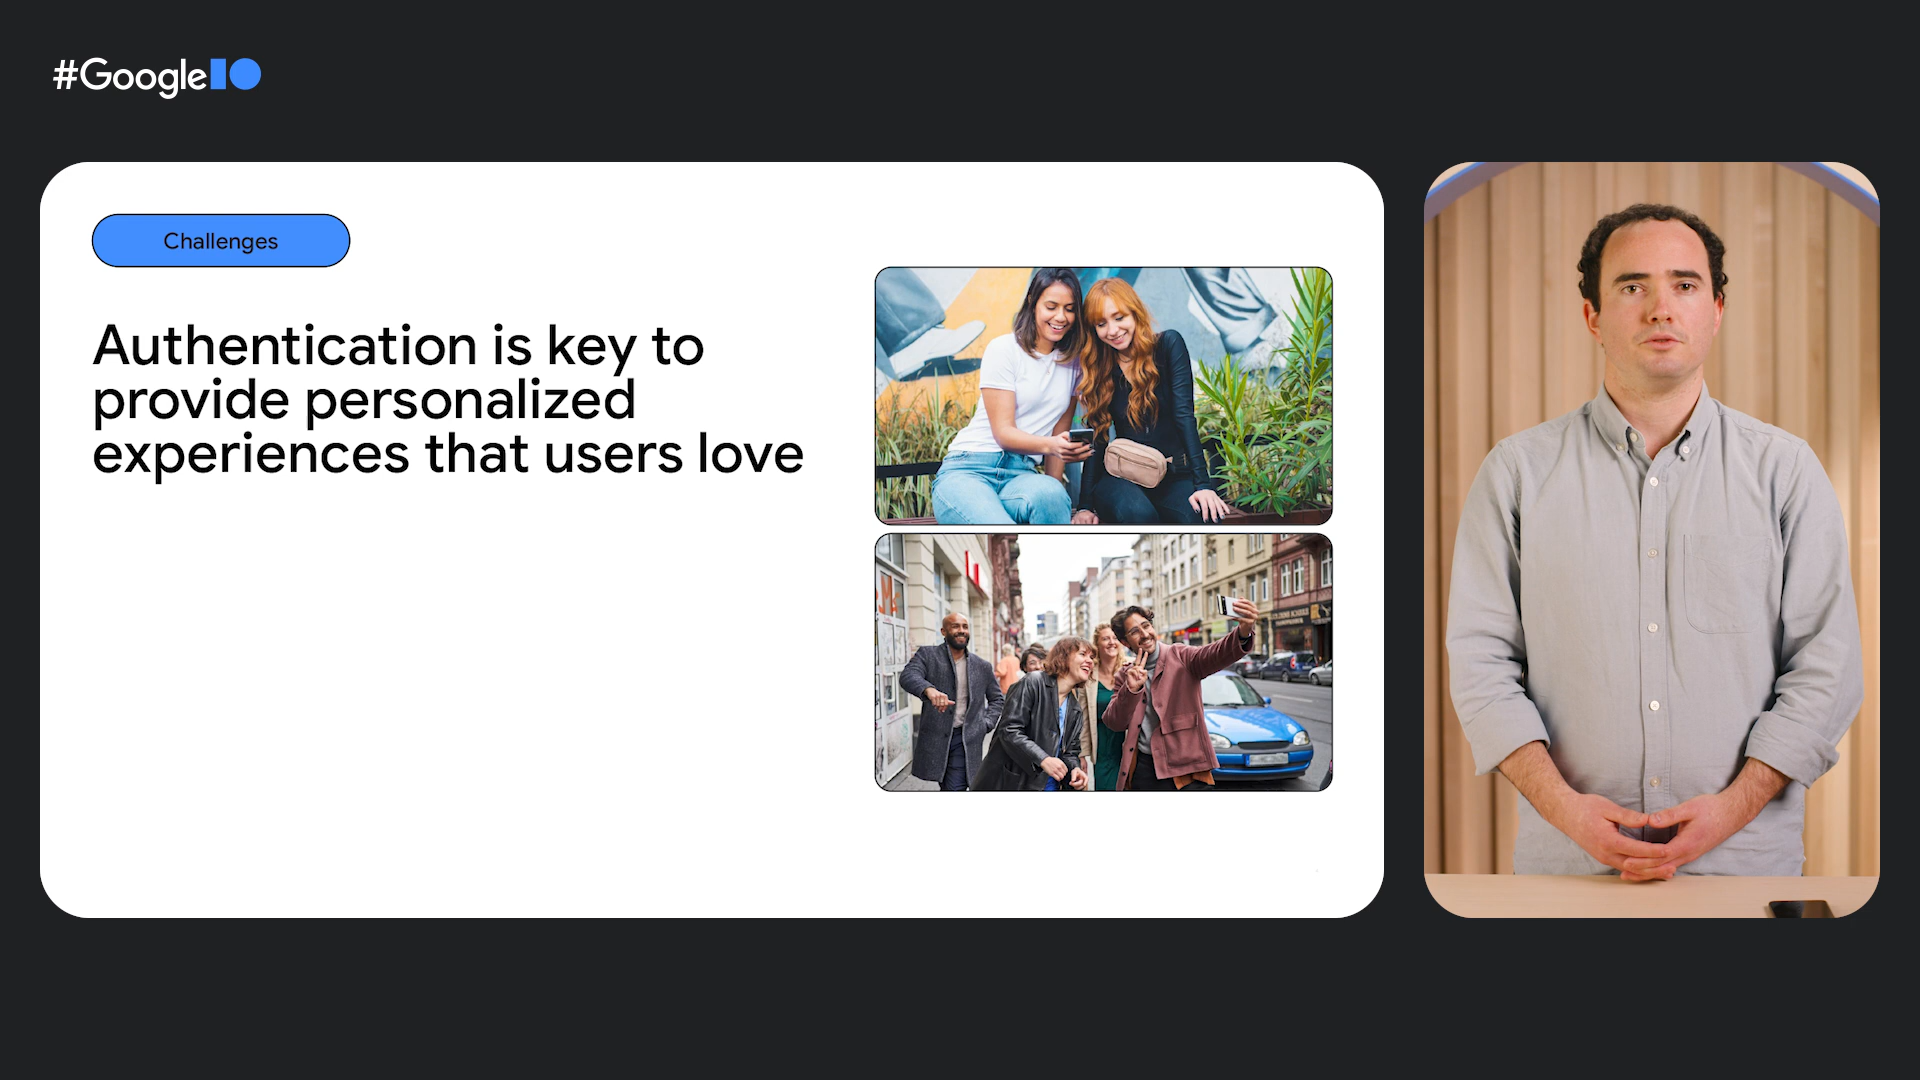 #GoogleIO
Challenges
Authentication is key to
provide personalized
experiences that users love